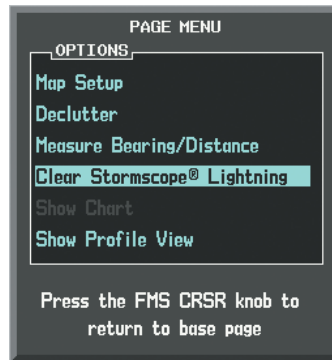 PAGE MENU
OPTIONS
Map Setup
Declutter
Measure Bearing/Distance
Clear Stormscope® Lightning
Show Chart
Show Profile View
Press the FMS CRSR knob to
return to base page